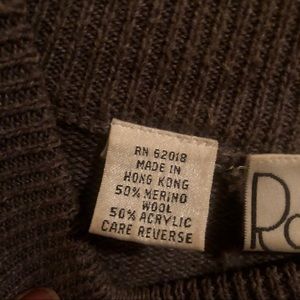 RN 62018
MADE IN
HONG KONG
50% MERINO
WOOL
50% ACRYLIC
CARE REVERSE